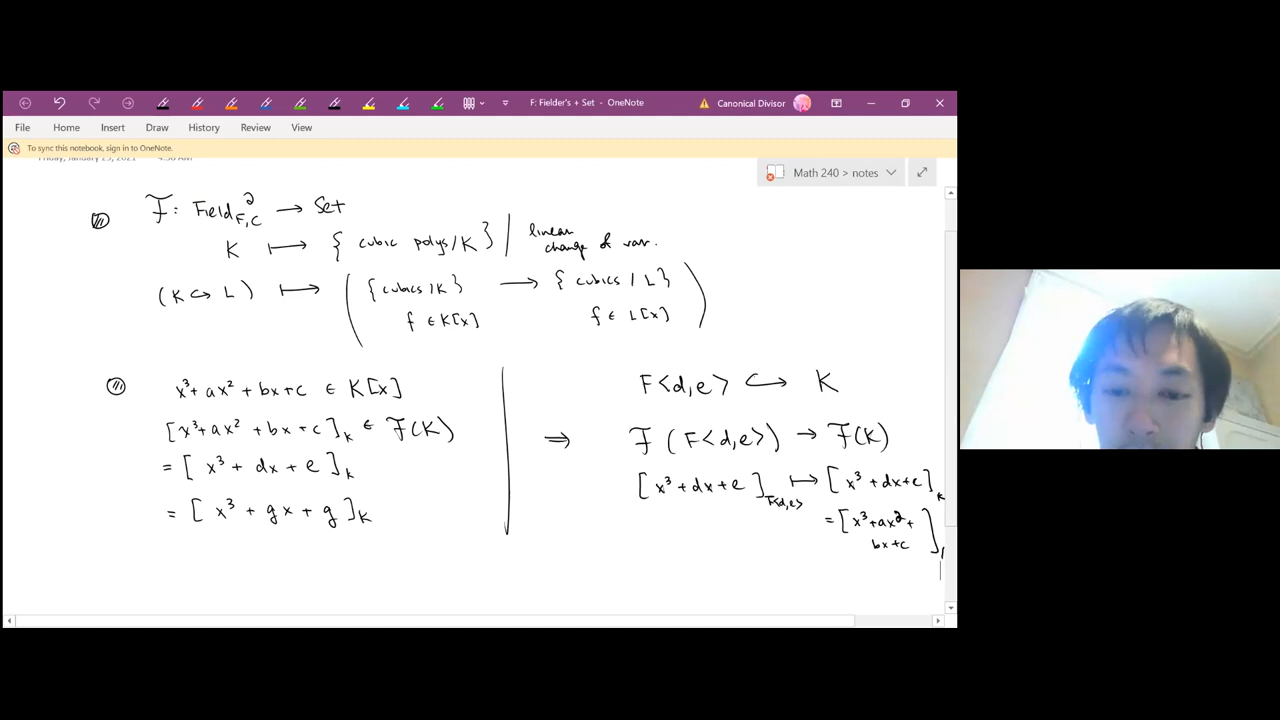 F: Fielder's + Set - OneNote
Canonical Divisor
File Home Insert Draw History Review View
To sync this notebook, sign in to OneNote.
Math 240 > notes
ℱ: Field²_{F,C} → Set
K ↦ { cubic polys/K } | linear change of var.
(K ↪ L) ↦ ( {cubics/K} → {cubics/L}
f ∈ K[x] f ∈ L[x] )
x³+ax²+bx+c ∈ K[x]
[x³+ax²+bx+c]_K ∈ ℱ(K)
= [x³+dx+e]_K
= [x³+gx+g]_K
F<d,e> ↪ K
⇒ ℱ(F<d,e>) → ℱ(K)
[x³+dx+e]_{F<d,e>} ↦ [x³+dx+e]_K
= [x³+ax²+
bx+c]